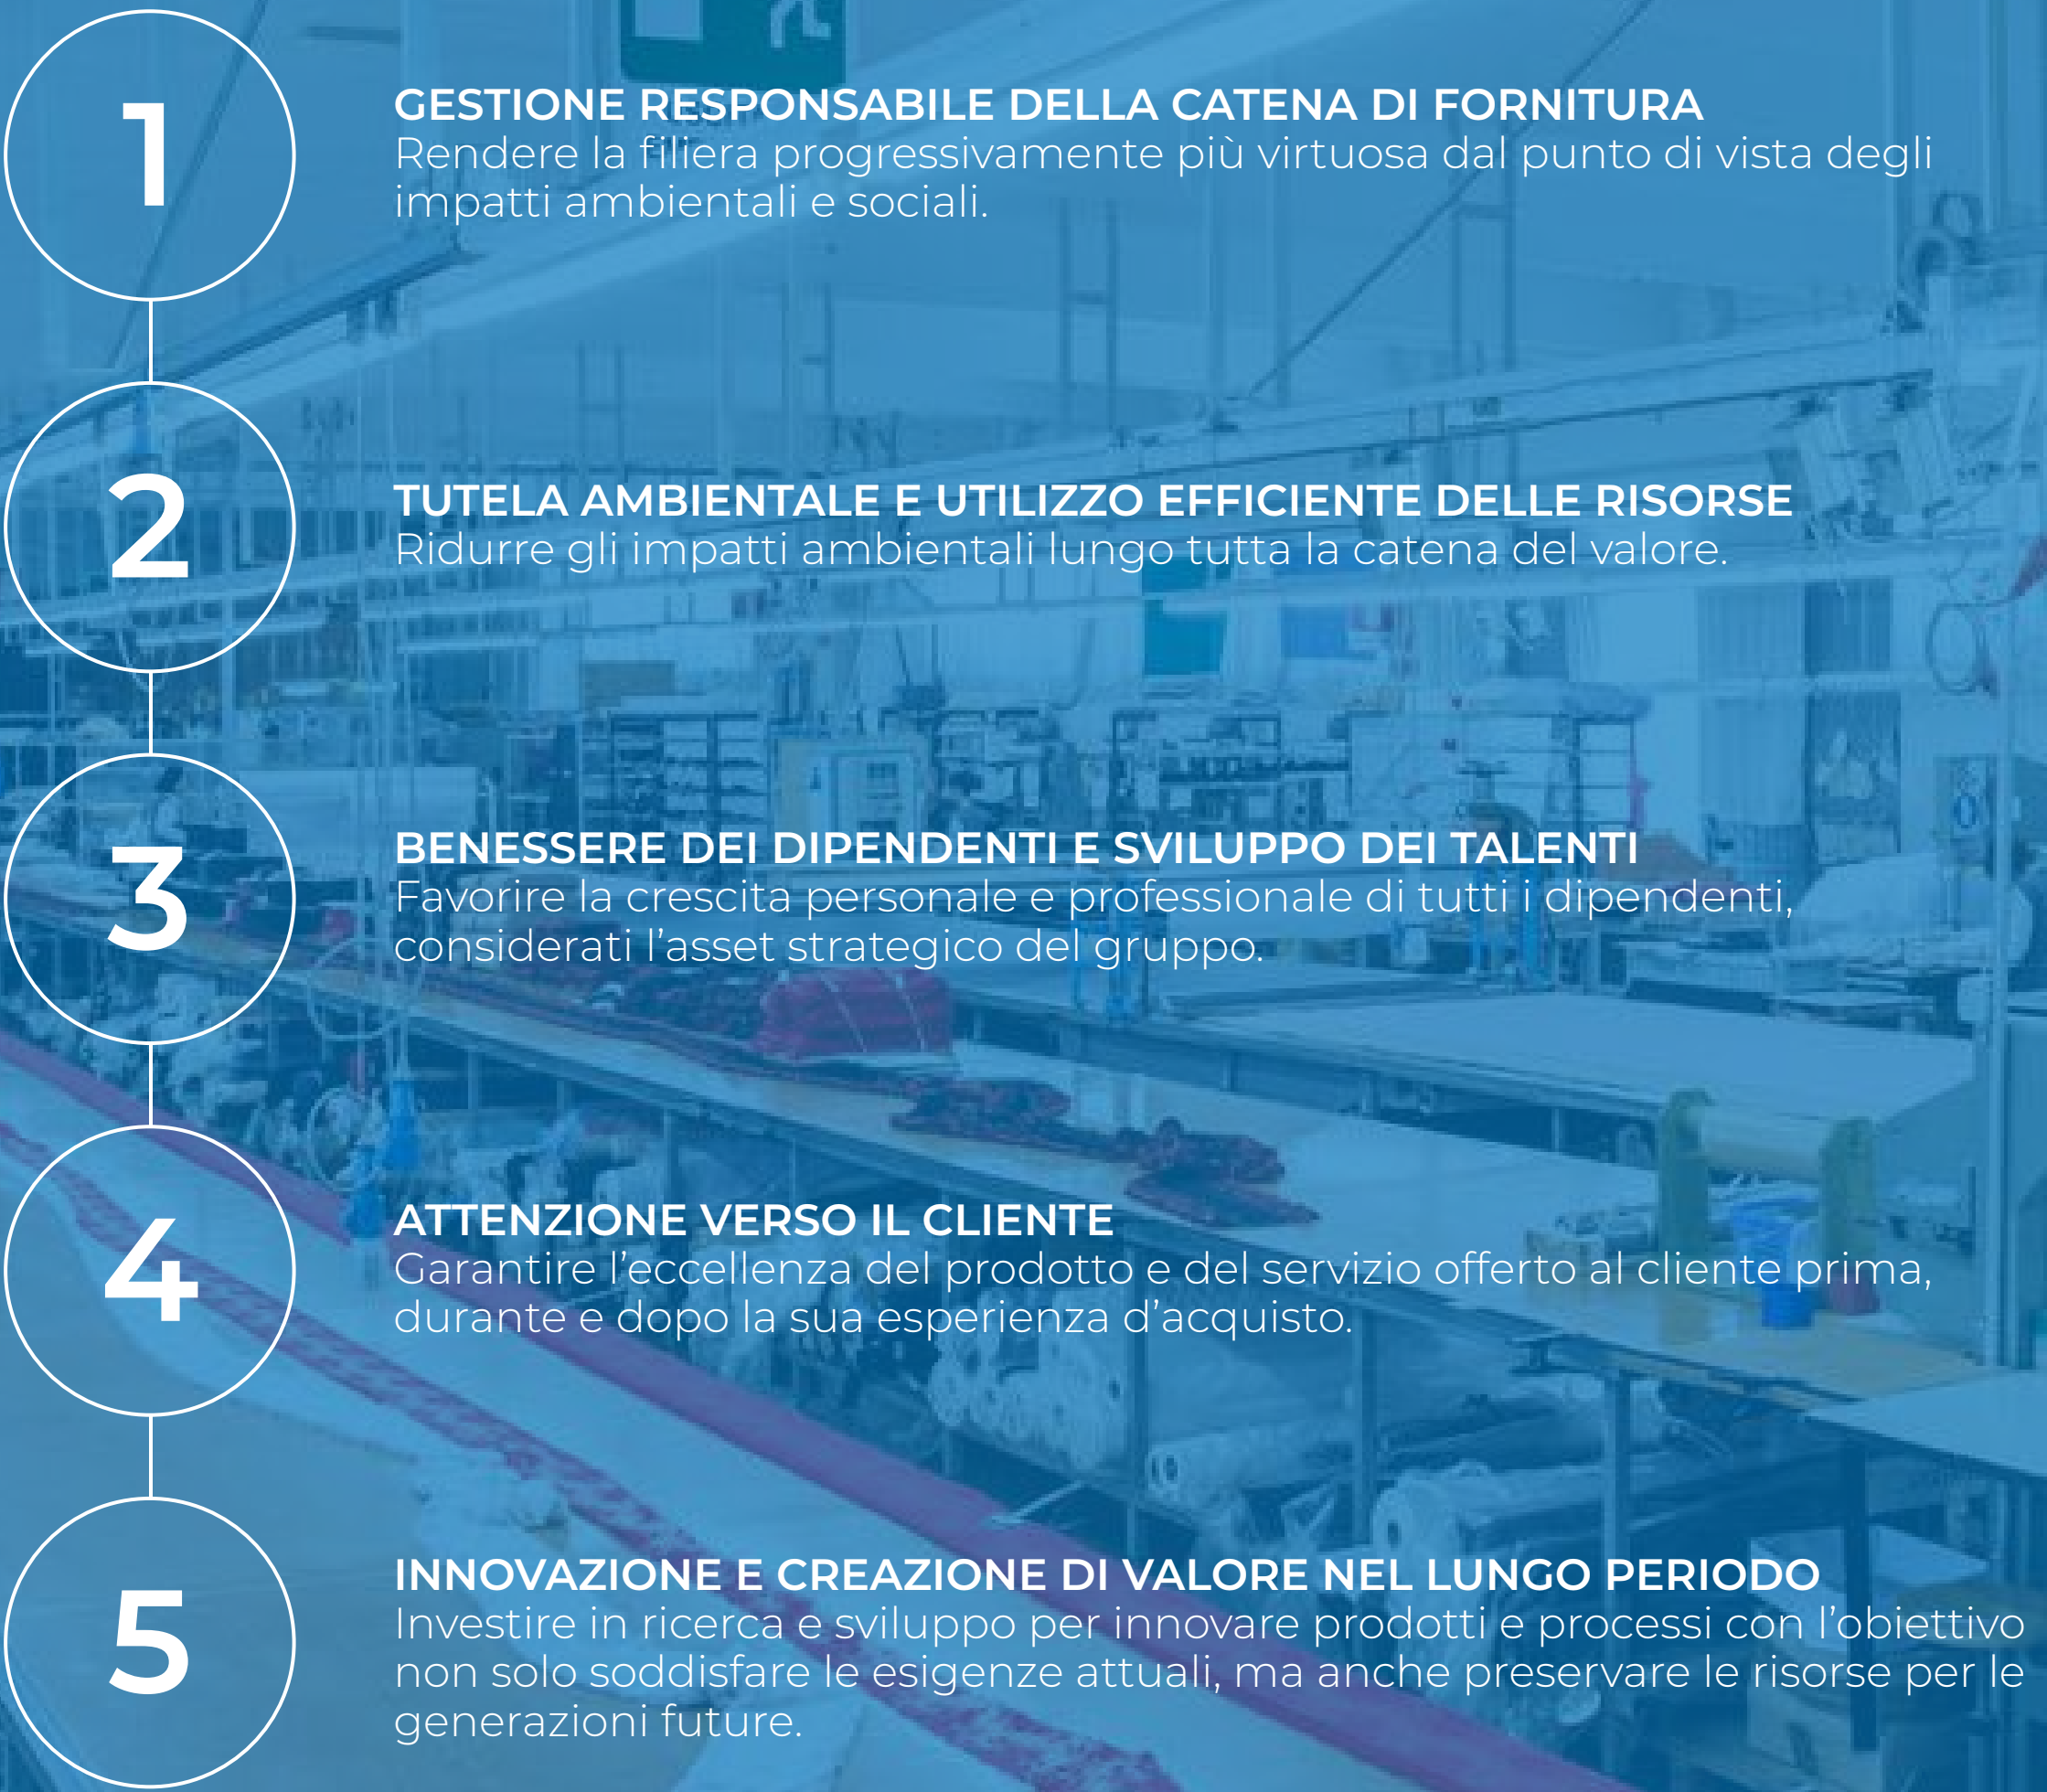 1
GESTIONE RESPONSABILE DELLA CATENA DI FORNITURA
Rendere la filiera progressivamente più virtuosa dal punto di vista degli
impatti ambientali e sociali.
2
TUTELA AMBIENTALE E UTILIZZO EFFICIENTE DELLE RISORSE
Ridurre gli impatti ambientali lungo tutta la catena del valore.
3
BENESSERE DEI DIPENDENTI E SVILUPPO DEI TALENTI
Favorire la crescita personale e professionale di tutti i dipendenti,
considerati l’asset strategico del gruppo.
4
ATTENZIONE VERSO IL CLIENTE
Garantire l’eccellenza del prodotto e del servizio offerto al cliente prima,
durante e dopo la sua esperienza d’acquisto.
5
INNOVAZIONE E CREAZIONE DI VALORE NEL LUNGO PERIODO
Investire in ricerca e sviluppo per innovare prodotti e processi con l’obiettivo
non solo soddisfare le esigenze attuali, ma anche preservare le risorse per le
generazioni future.